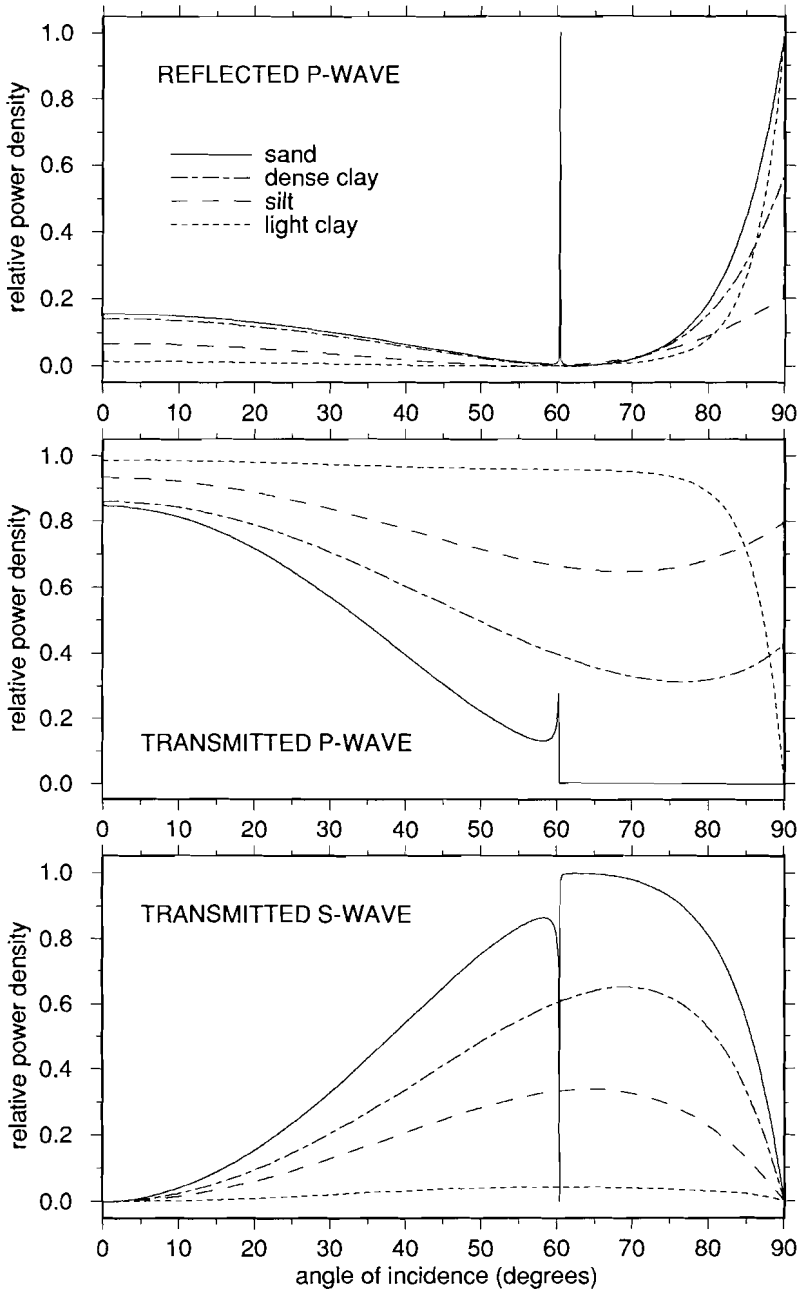 REFLECTED P-WAVE
sand
dense clay
silt
light clay
relative power density
1.0
0.8
0.6
0.4
0.2
0.0
0 10 20 30 40 50 60 70 80 90
TRANSMITTED P-WAVE
relative power density
1.0
0.8
0.6
0.4
0.2
0.0
0 10 20 30 40 50 60 70 80 90
TRANSMITTED S-WAVE
relative power density
1.0
0.8
0.6
0.4
0.2
0.0
0 10 20 30 40 50 60 70 80 90
angle of incidence (degrees)